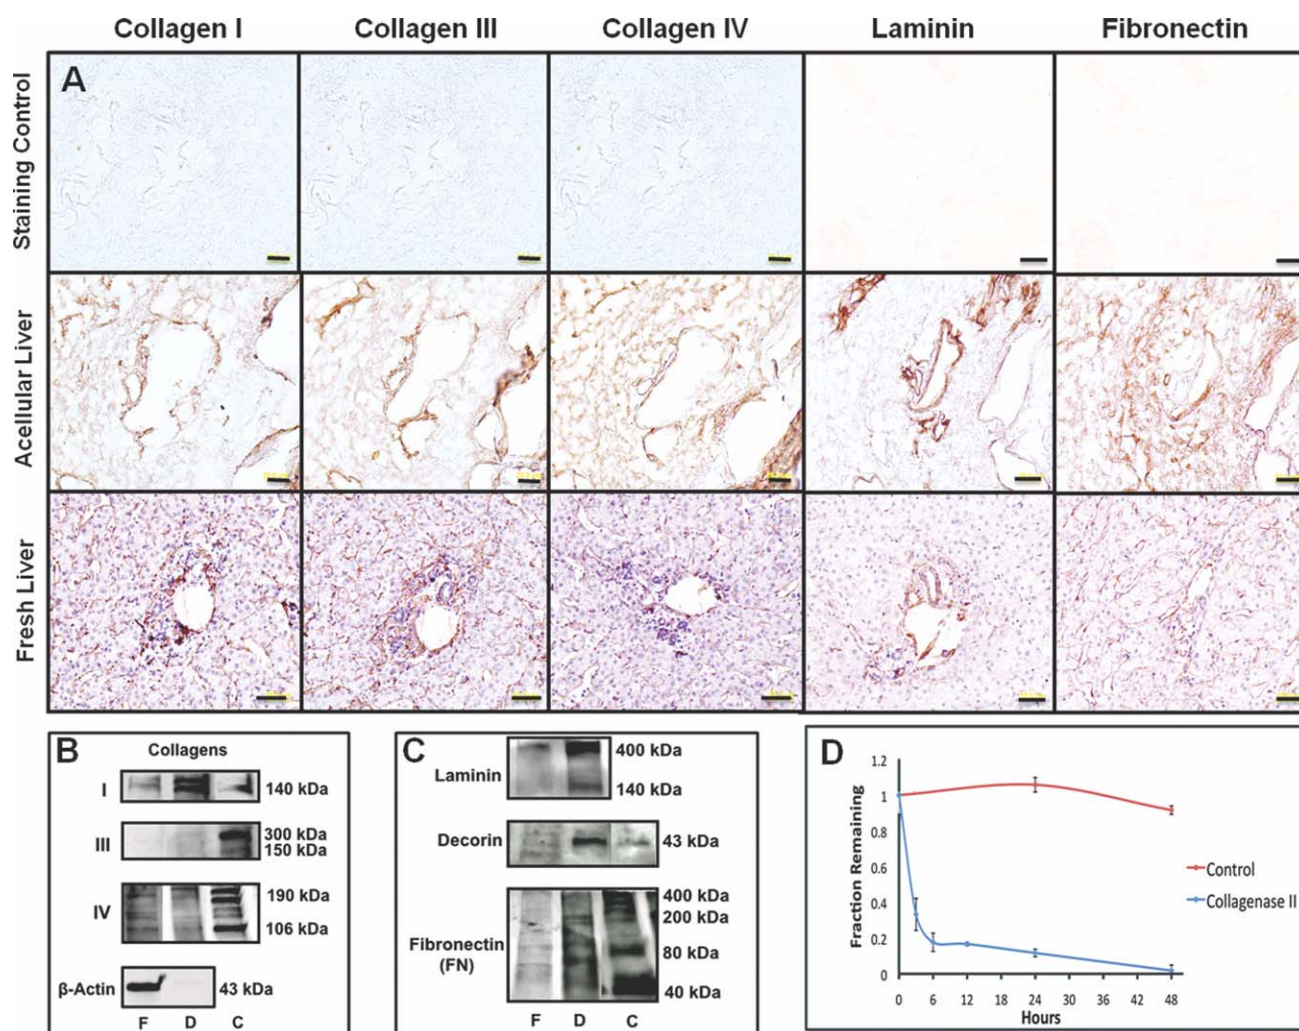 Collagen I Collagen III Collagen IV Laminin Fibronectin
A
Staining Control
Acellular Liver
Fresh Liver
B
Collagens
I
140 kDa
III
300 kDa
150 kDa
IV
190 kDa
106 kDa
β-Actin
43 kDa
F D C
C
Laminin
400 kDa
140 kDa
Decorin
43 kDa
Fibronectin
(FN)
400 kDa
200 kDa
80 kDa
40 kDa
F D C
D
Fraction Remaining
1.2
1
0.8
0.6
0.4
0.2
0
0 6 12 18 24 30 36 42 48
Hours
Control
Collagenase II